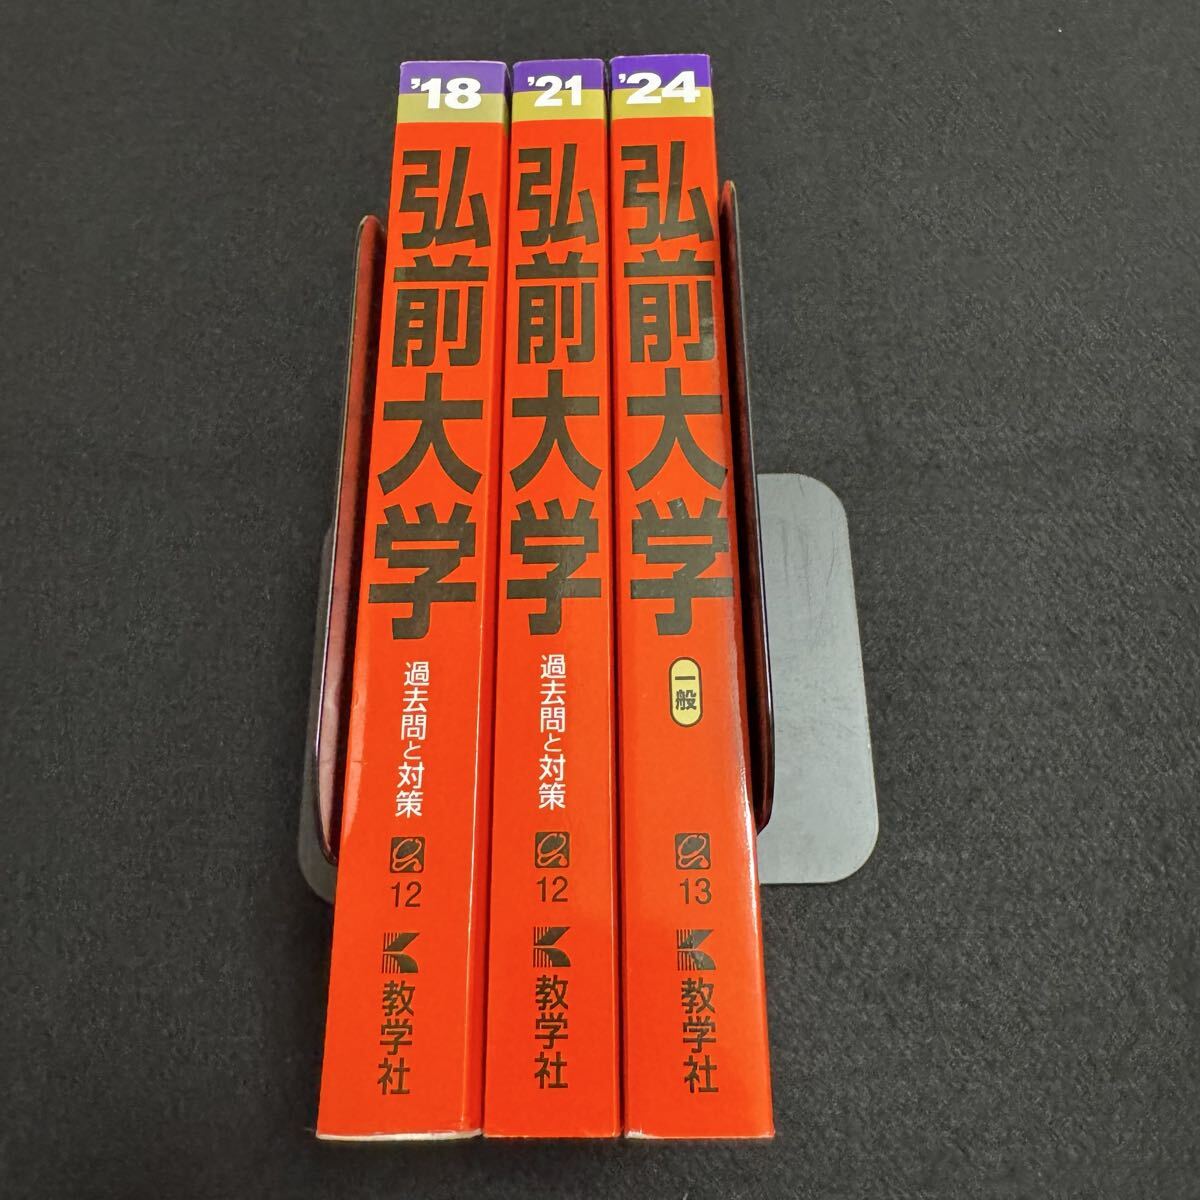 '18
弘前大学
過去問と対策
12
教学社
'21
弘前大学
過去問と対策
12
教学社
'24
弘前大学
一般
13
教学社